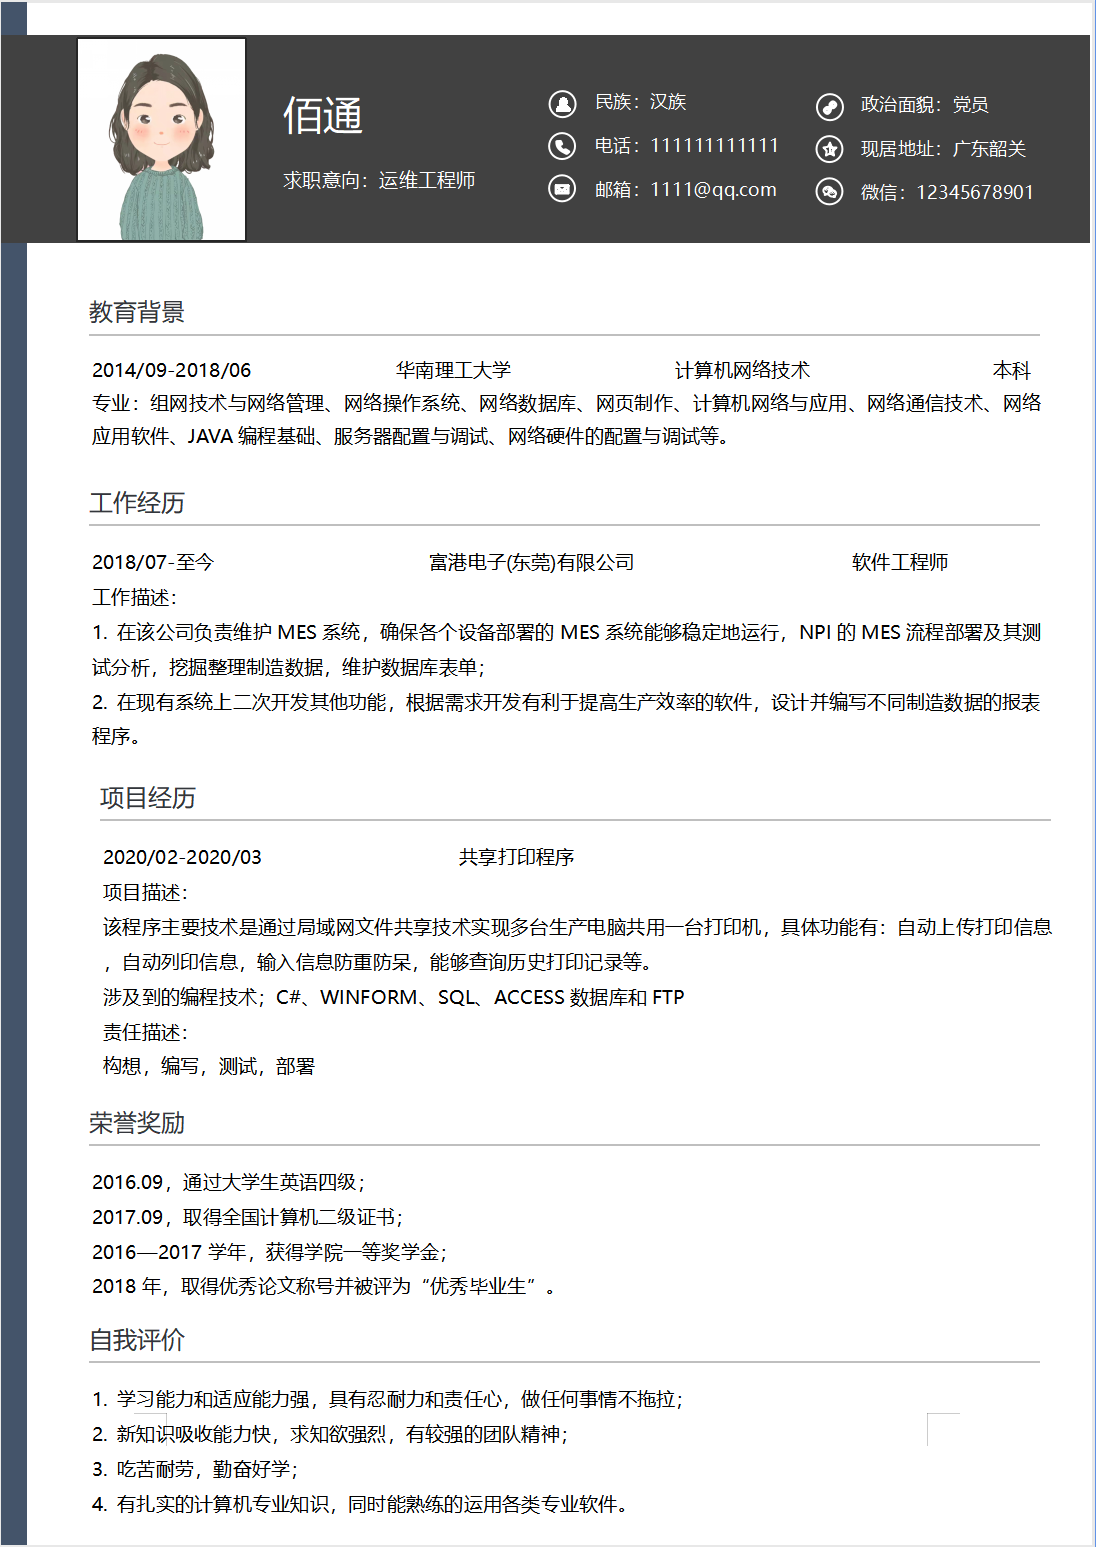 佰通
求职意向：运维工程师
民族：汉族
电话：111111111111
邮箱：1111@qq.com
政治面貌：党员
现居地址：广东韶关
微信：12345678901
教育背景
2014/09-2018/06 华南理工大学 计算机网络技术 本科
专业：组网技术与网络管理、网络操作系统、网络数据库、网页制作、计算机网络与应用、网络通信技术、网络
应用软件、JAVA 编程基础、服务器配置与调试、网络硬件的配置与调试等。
工作经历
2018/07-至今 富港电子(东莞)有限公司 软件工程师
工作描述：
1. 在该公司负责维护 MES 系统，确保各个设备部署的 MES 系统能够稳定地运行，NPI 的 MES 流程部署及其测
试分析，挖掘整理制造数据，维护数据库表单；
2. 在现有系统上二次开发其他功能，根据需求开发有利于提高生产效率的软件，设计并编写不同制造数据的报表
程序。
项目经历
2020/02-2020/03 共享打印程序
项目描述：
该程序主要技术是通过局域网文件共享技术实现多台生产电脑共用一台打印机，具体功能有：自动上传打印信息
，自动列印信息，输入信息防重防呆，能够查询历史打印记录等。
涉及到的编程技术；C#、WINFORM、SQL、ACCESS 数据库和 FTP
责任描述：
构想，编写，测试，部署
荣誉奖励
2016.09，通过大学生英语四级；
2017.09，取得全国计算机二级证书；
2016—2017 学年，获得学院一等奖学金；
2018 年，取得优秀论文称号并被评为“优秀毕业生”。
自我评价
1. 学习能力和适应能力强，具有忍耐力和责任心，做任何事情不拖拉；
2. 新知识吸收能力快，求知欲强烈，有较强的团队精神；
3. 吃苦耐劳，勤奋好学；
4. 有扎实的计算机专业知识，同时能熟练的运用各类专业软件。